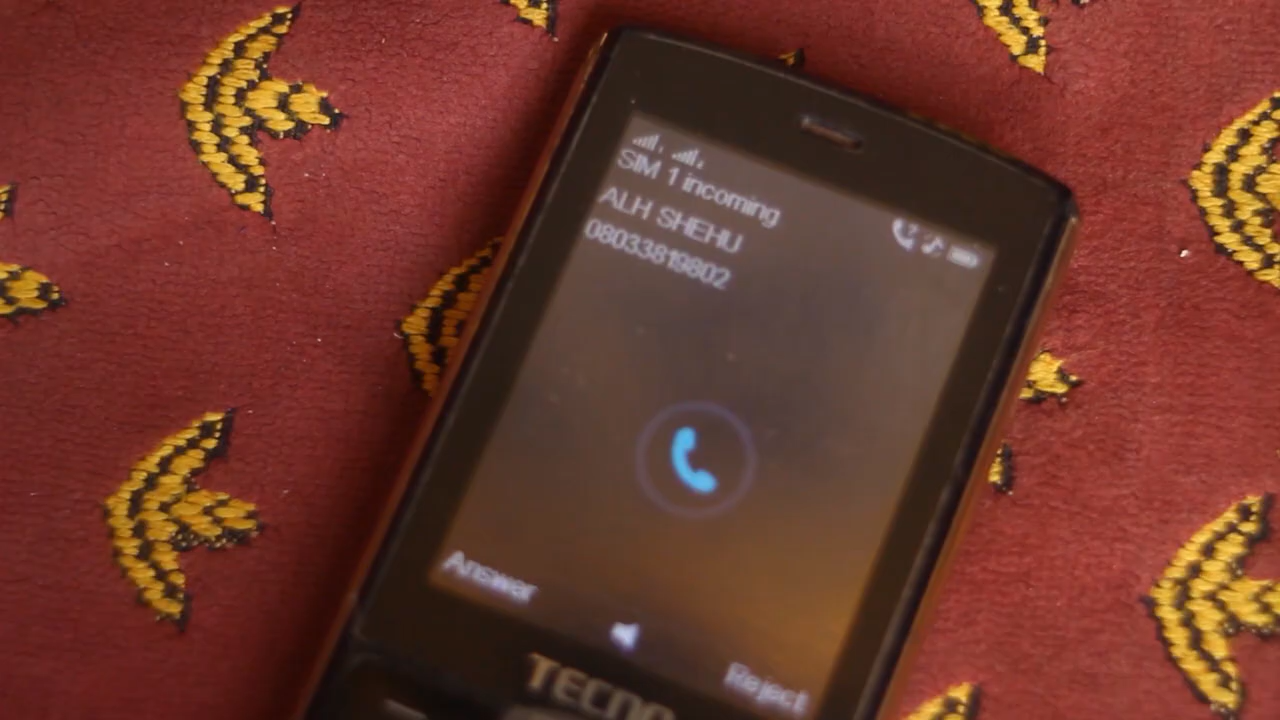 SIM 1 incoming
ALH SHEHU
08033819802
Answer
Reject
TECNO